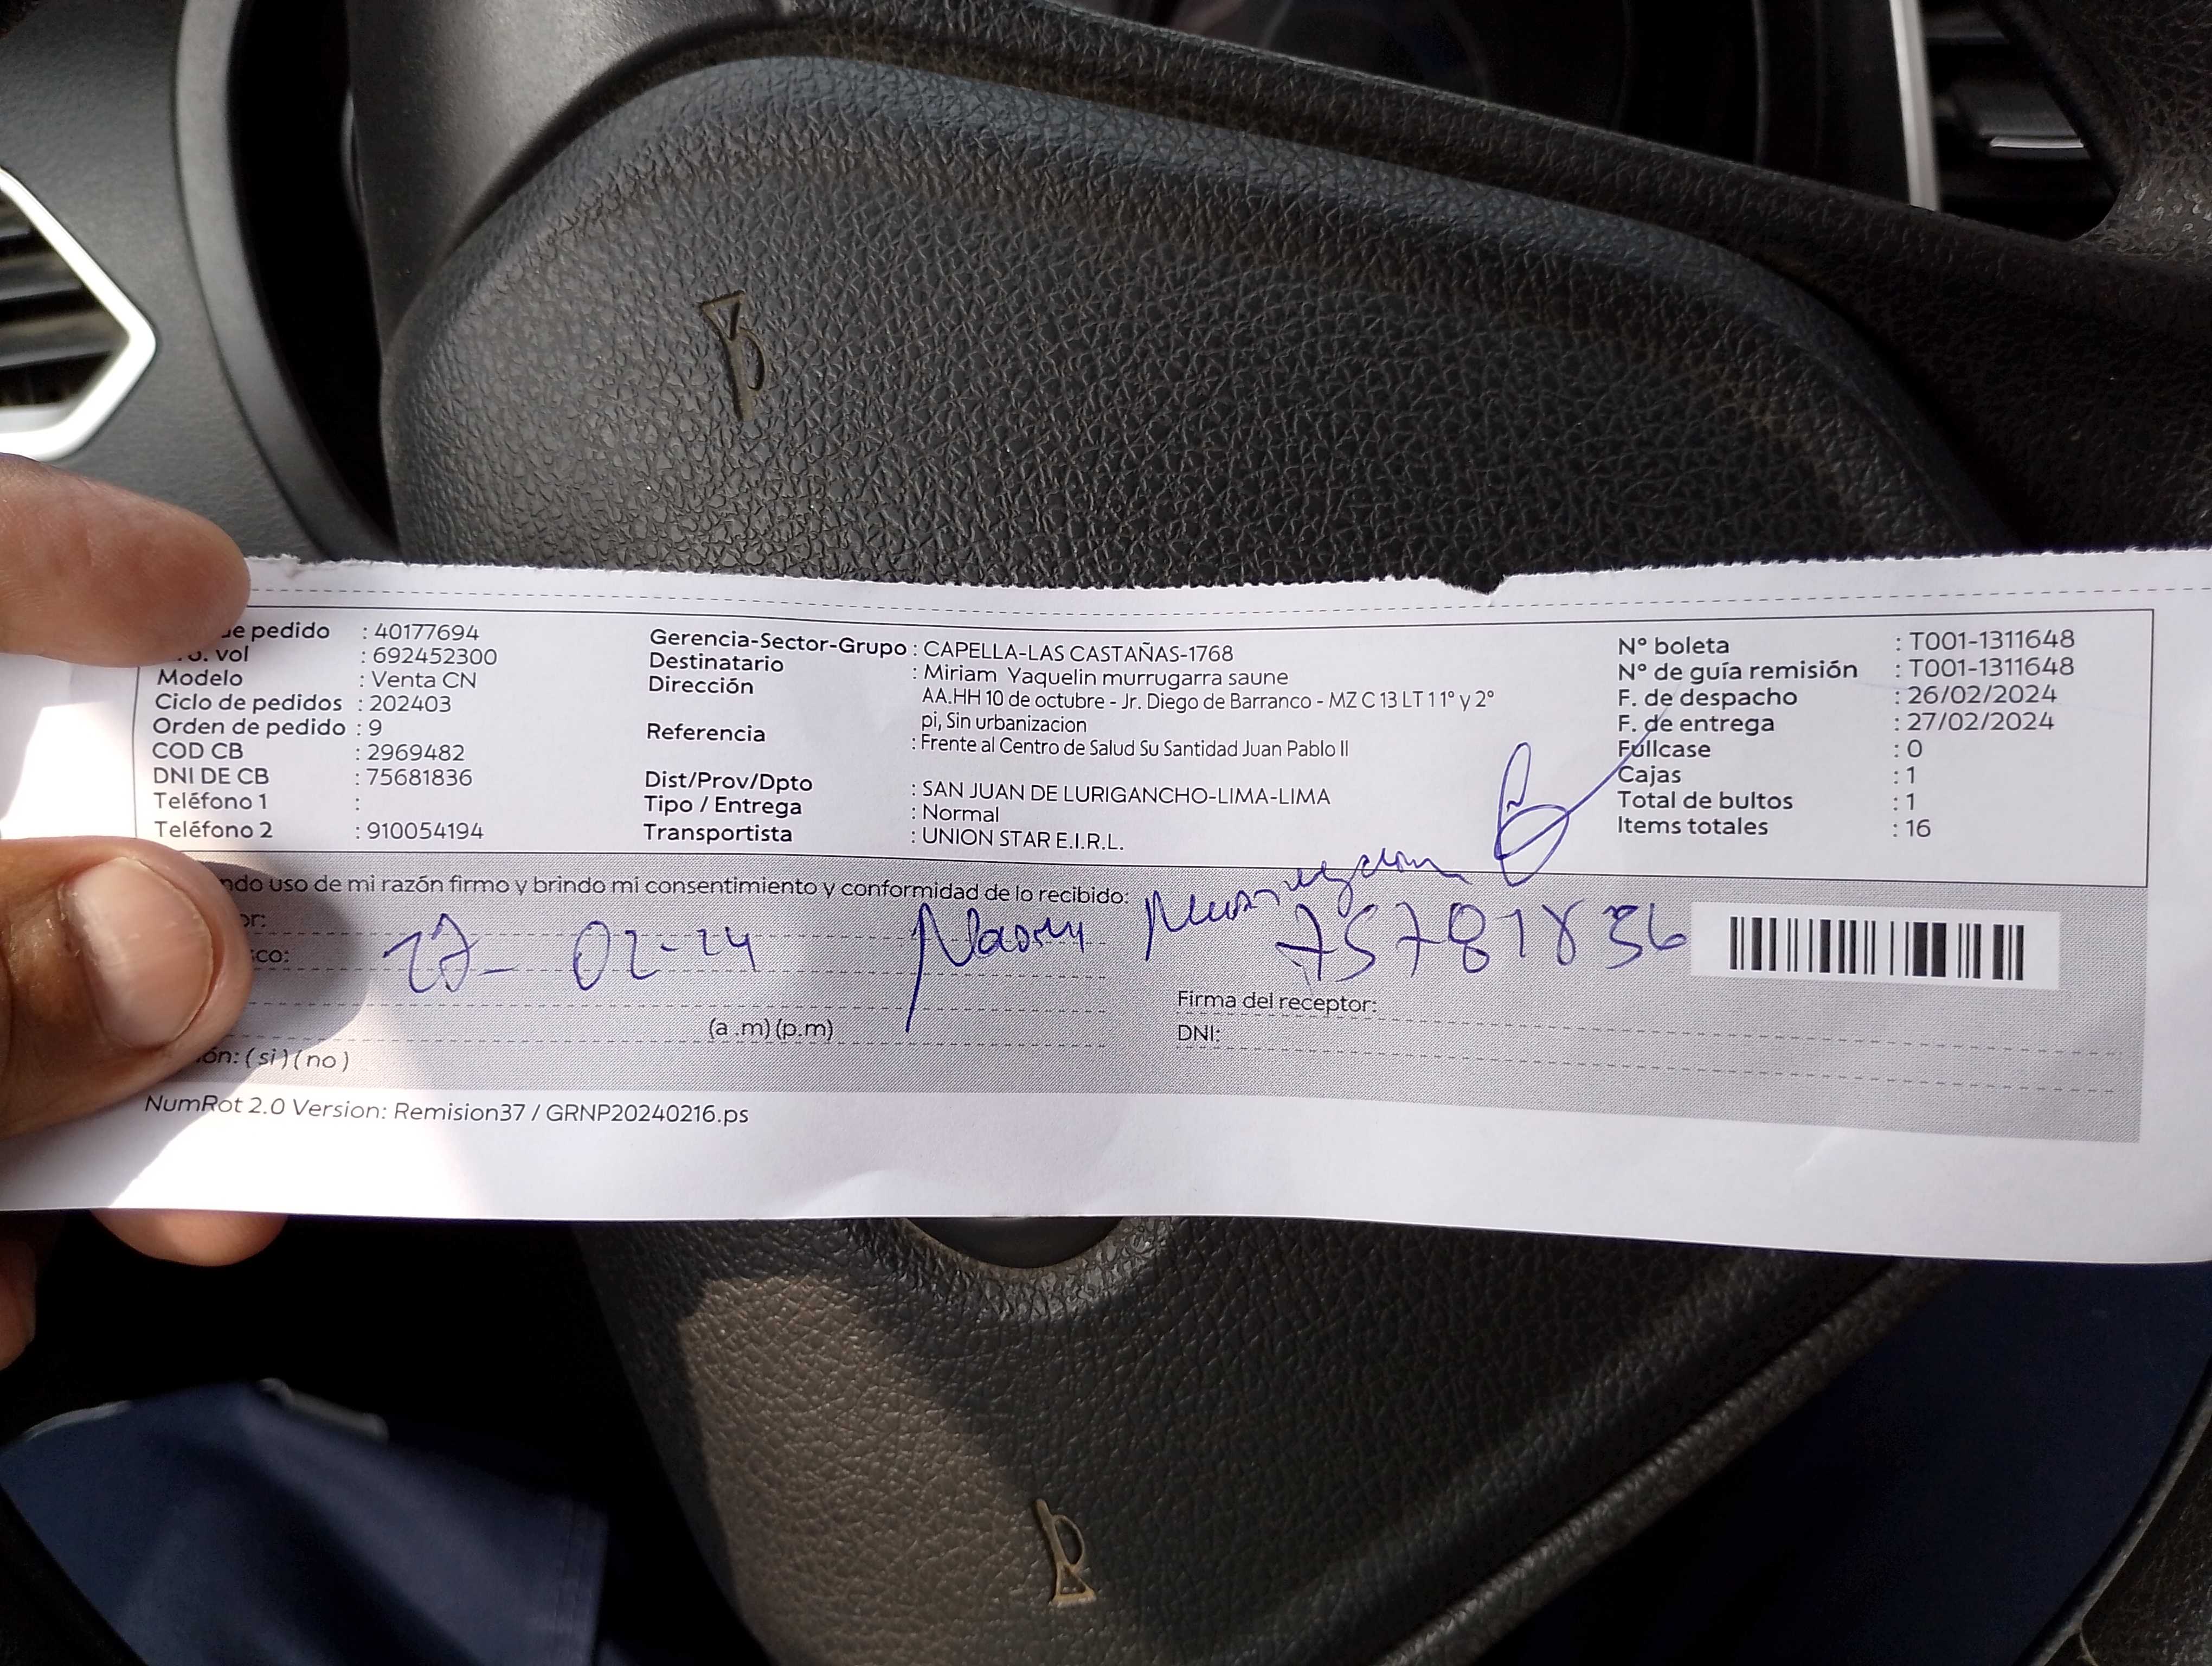 de pedido : 40177694
o. vol : 692452300
Modelo : Venta CN
Ciclo de pedidos : 202403
Orden de pedido : 9
COD CB : 2969482
DNI DE CB : 75681836
Teléfono 1 :
Teléfono 2 : 910054194
Gerencia-Sector-Grupo : CAPELLA-LAS CASTAÑAS-1768
Destinatario : Miriam Yaquelin murrugarra saune
Dirección AA.HH 10 de octubre - Jr. Diego de Barranco - MZ C 13 LT 1 1° y 2°
pi, Sin urbanizacion
Referencia : Frente al Centro de Salud Su Santidad Juan Pablo II
Dist/Prov/Dpto : SAN JUAN DE LURIGANCHO-LIMA-LIMA
Tipo / Entrega : Normal
Transportista : UNION STAR E.I.R.L.
N° boleta : T001-1311648
N° de guía remisión : T001-1311648
F. de despacho : 26/02/2024
F. de entrega : 27/02/2024
Fullcase : 0
Cajas : 1
Total de bultos : 1
Items totales : 16
ndo uso de mi razón firmo y brindo mi consentimiento y conformidad de lo recibido:
or:
co: 27-02-24
75781836
(a .m) (p.m)
ón: ( si ) ( no )
Firma del receptor:
DNI:
NumRot 2.0 Version: Remision37 / GRNP20240216.ps